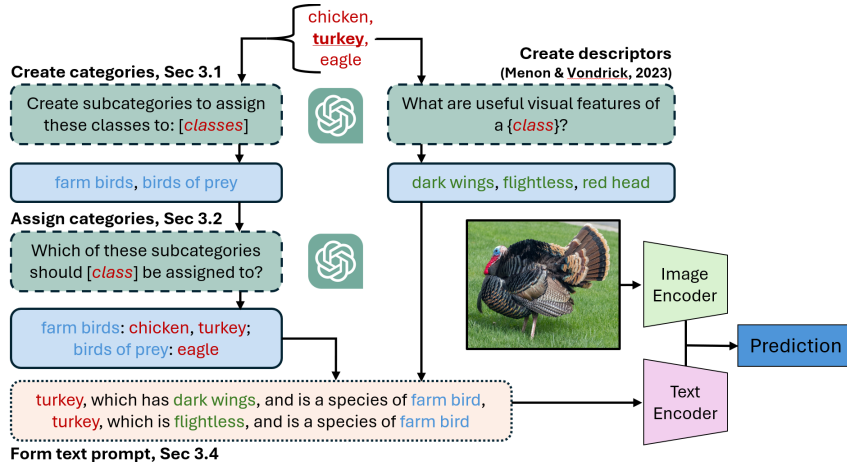 chicken,
turkey,
eagle
Create categories, Sec 3.1
Create subcategories to assign
these classes to: [classes]
farm birds, birds of prey
Assign categories, Sec 3.2
Which of these subcategories
should [class] be assigned to?
farm birds: chicken, turkey;
birds of prey: eagle
Create descriptors
(Menon & Vondrick, 2023)
What are useful visual features of
a {class}?
dark wings, flightless, red head
Image
Encoder
Text
Encoder
Prediction
turkey, which has dark wings, and is a species of farm bird,
turkey, which is flightless, and is a species of farm bird
Form text prompt, Sec 3.4